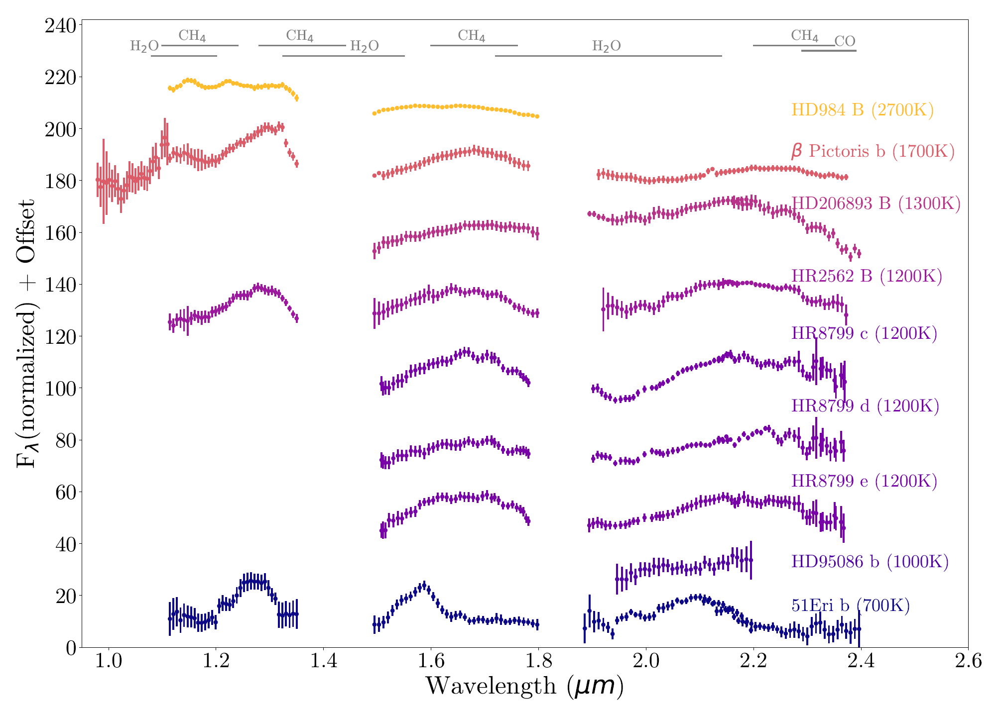 240
220
200
180
160
140
120
100
80
60
40
20
0
F𝝀(normalized) + Offset
CH₄
CH₄
CH₄
CH₄
H₂O
H₂O
H₂O
CO
HD984 B (2700K)
β Pictoris b (1700K)
HD206893 B (1300K)
HR2562 B (1200K)
HR8799 c (1200K)
HR8799 d (1200K)
HR8799 e (1200K)
HD95086 b (1000K)
51Eri b (700K)
1.0 1.2 1.4 1.6 1.8 2.0 2.2 2.4 2.6
Wavelength (μm)